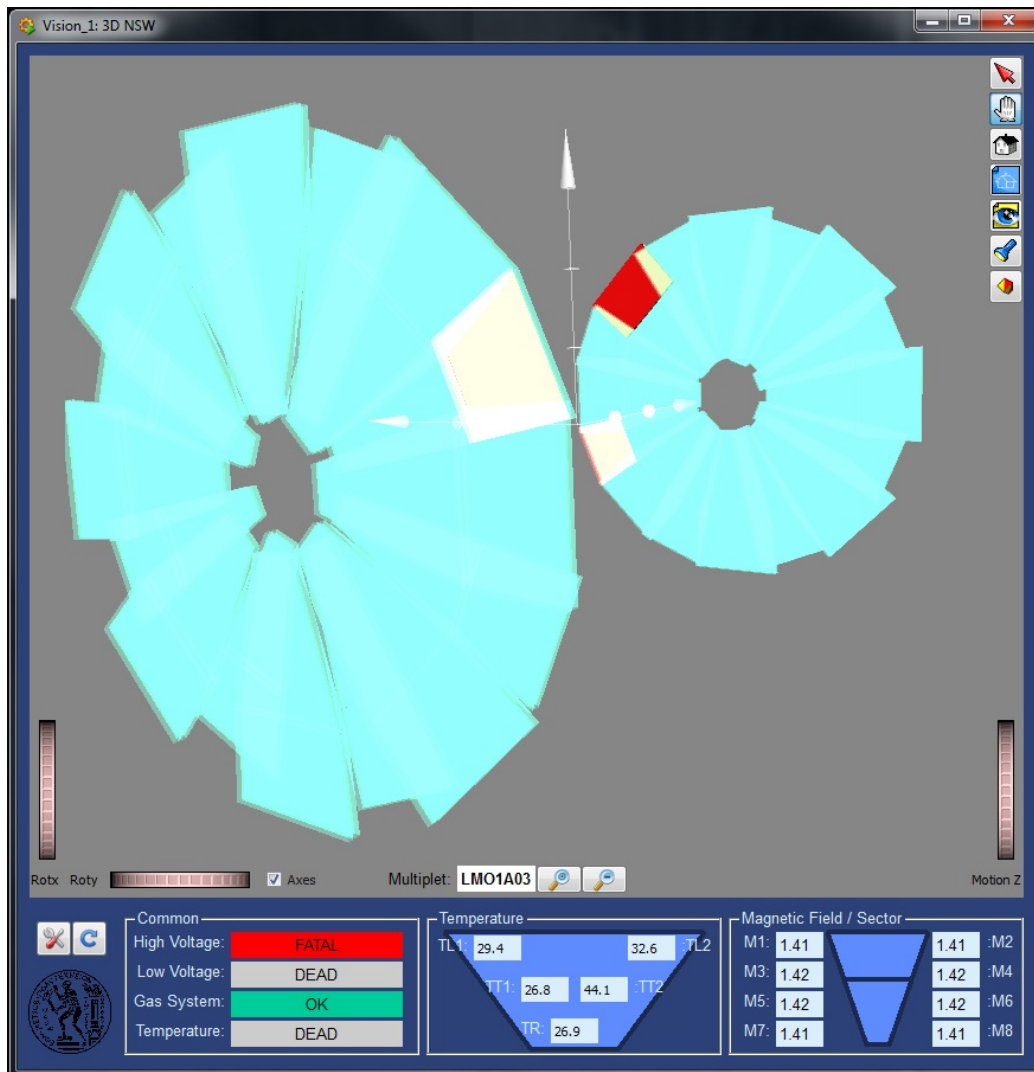 Vision_1: 3D NSW
Rotx Roty Axes Multiplet: LMO1A03 Motion Z
Common
High Voltage: FATAL
Low Voltage: DEAD
Gas System: OK
Temperature: DEAD
Temperature
TL1: 29.4 32.6 :TL2
TT1: 26.8 44.1 :TT2
TR: 26.9
Magnetic Field / Sector
M1: 1.41 1.41 :M2
M3: 1.42 1.42 :M4
M5: 1.42 1.42 :M6
M7: 1.41 1.41 :M8